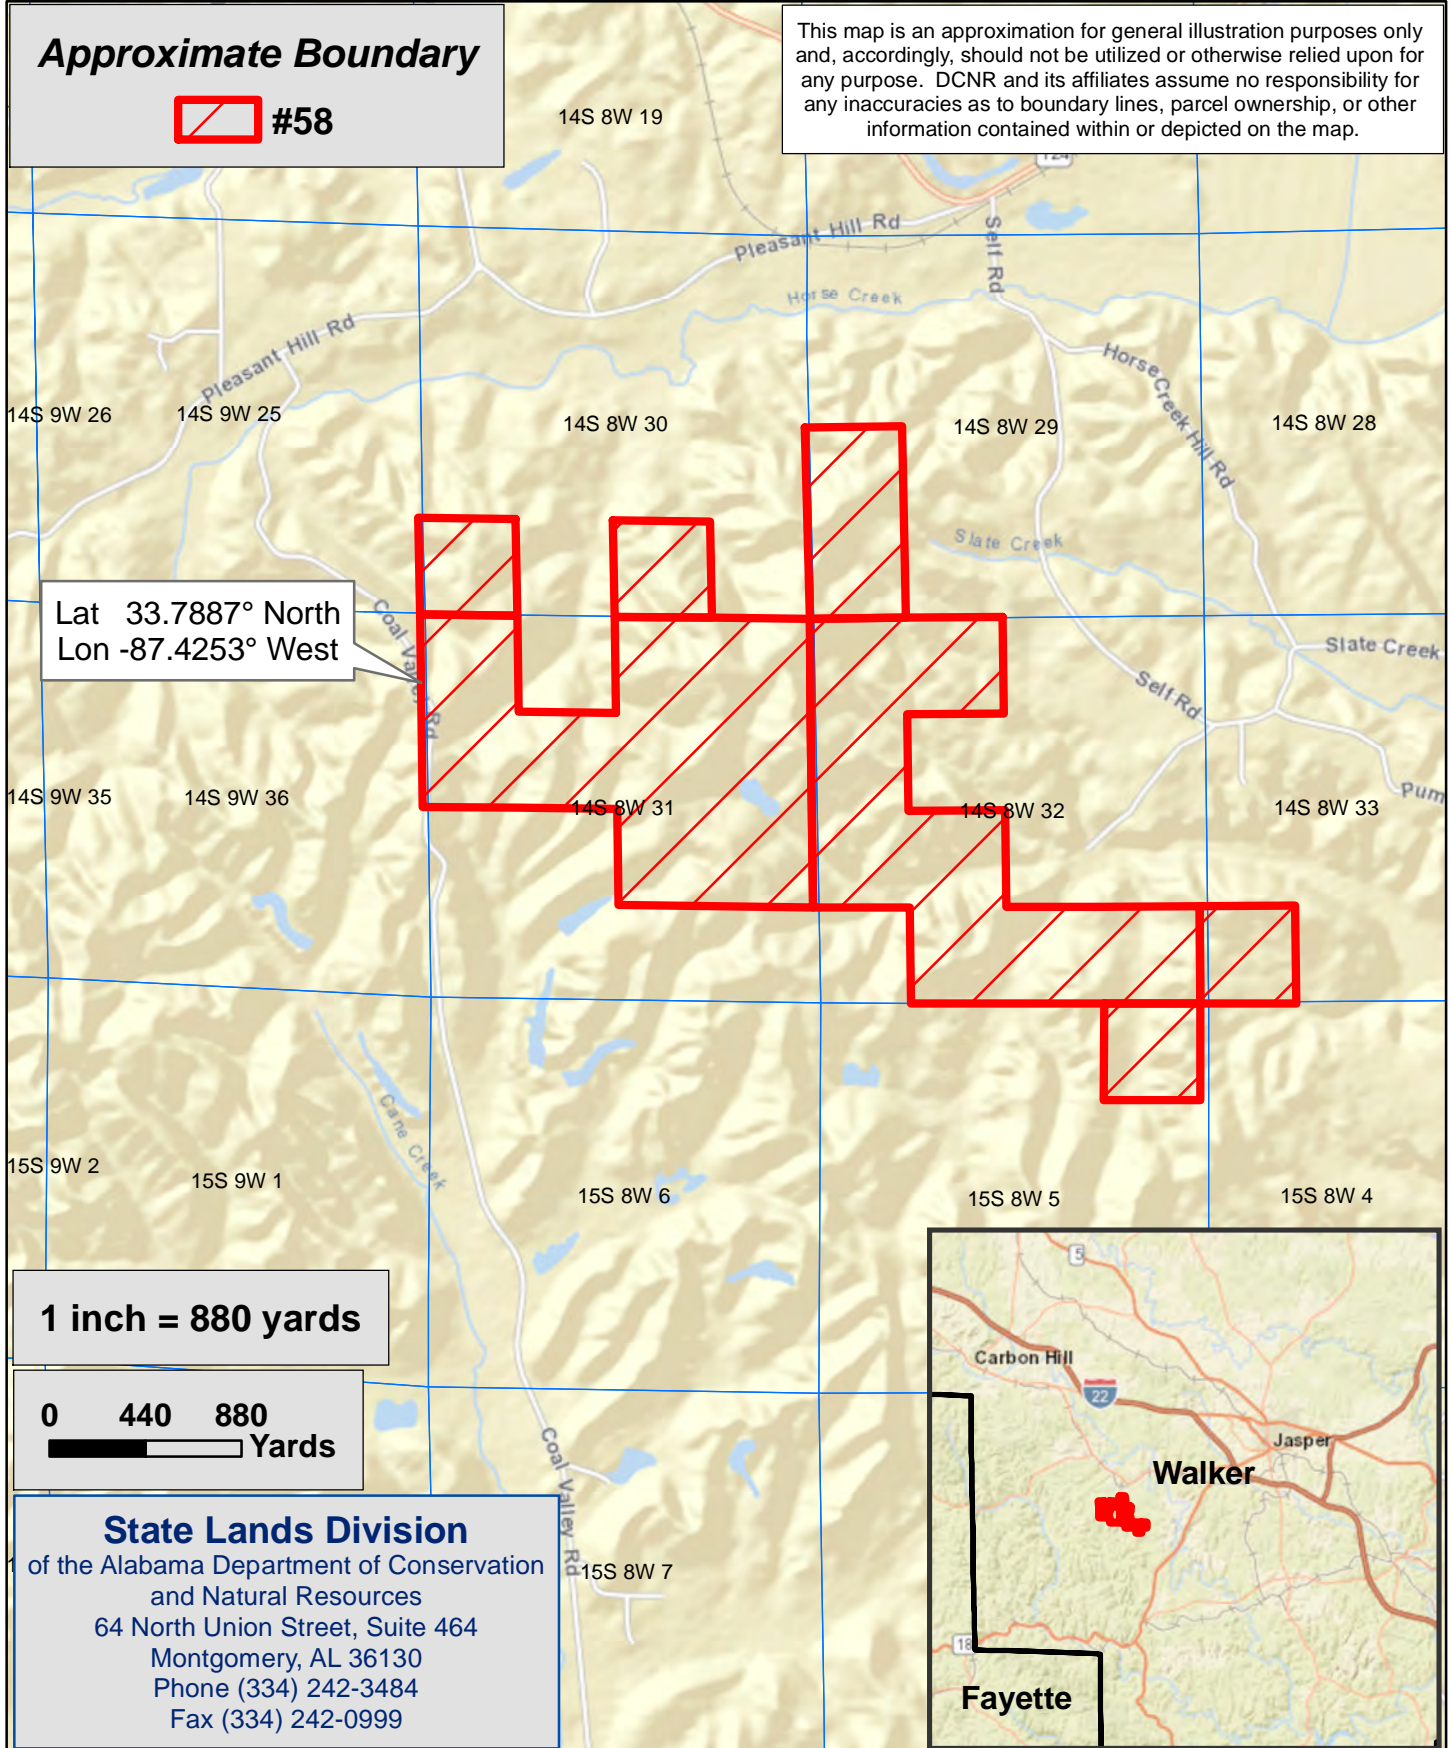 Approximate Boundary
#58
This map is an approximation for general illustration purposes only
and, accordingly, should not be utilized or otherwise relied upon for
any purpose. DCNR and its affiliates assume no responsibility for
any inaccuracies as to boundary lines, parcel ownership, or other
information contained within or depicted on the map.
14S 8W 19
124
Pleasant Hill Rd
Self Rd
Horse Creek
Pleasant Hill Rd
Horse Creek Hill Rd
14S 9W 26
14S 9W 25
14S 8W 30
14S 8W 29
14S 8W 28
Slate Creek
Lat 33.7887° North
Lon -87.4253° West
Coal Valley Rd
Slate Creek
Self Rd
14S 9W 35
14S 9W 36
14S 8W 31
14S 8W 32
14S 8W 33
Pum
Cane Creek
15S 9W 2
15S 9W 1
15S 8W 6
15S 8W 5
15S 8W 4
1 inch = 880 yards
0 440 880
Yards
Coal Valley Rd
15S 8W 7
State Lands Division
of the Alabama Department of Conservation
and Natural Resources
64 North Union Street, Suite 464
Montgomery, AL 36130
Phone (334) 242-3484
Fax (334) 242-0999
5
Carbon Hill
22
Jasper
Walker
18
Fayette